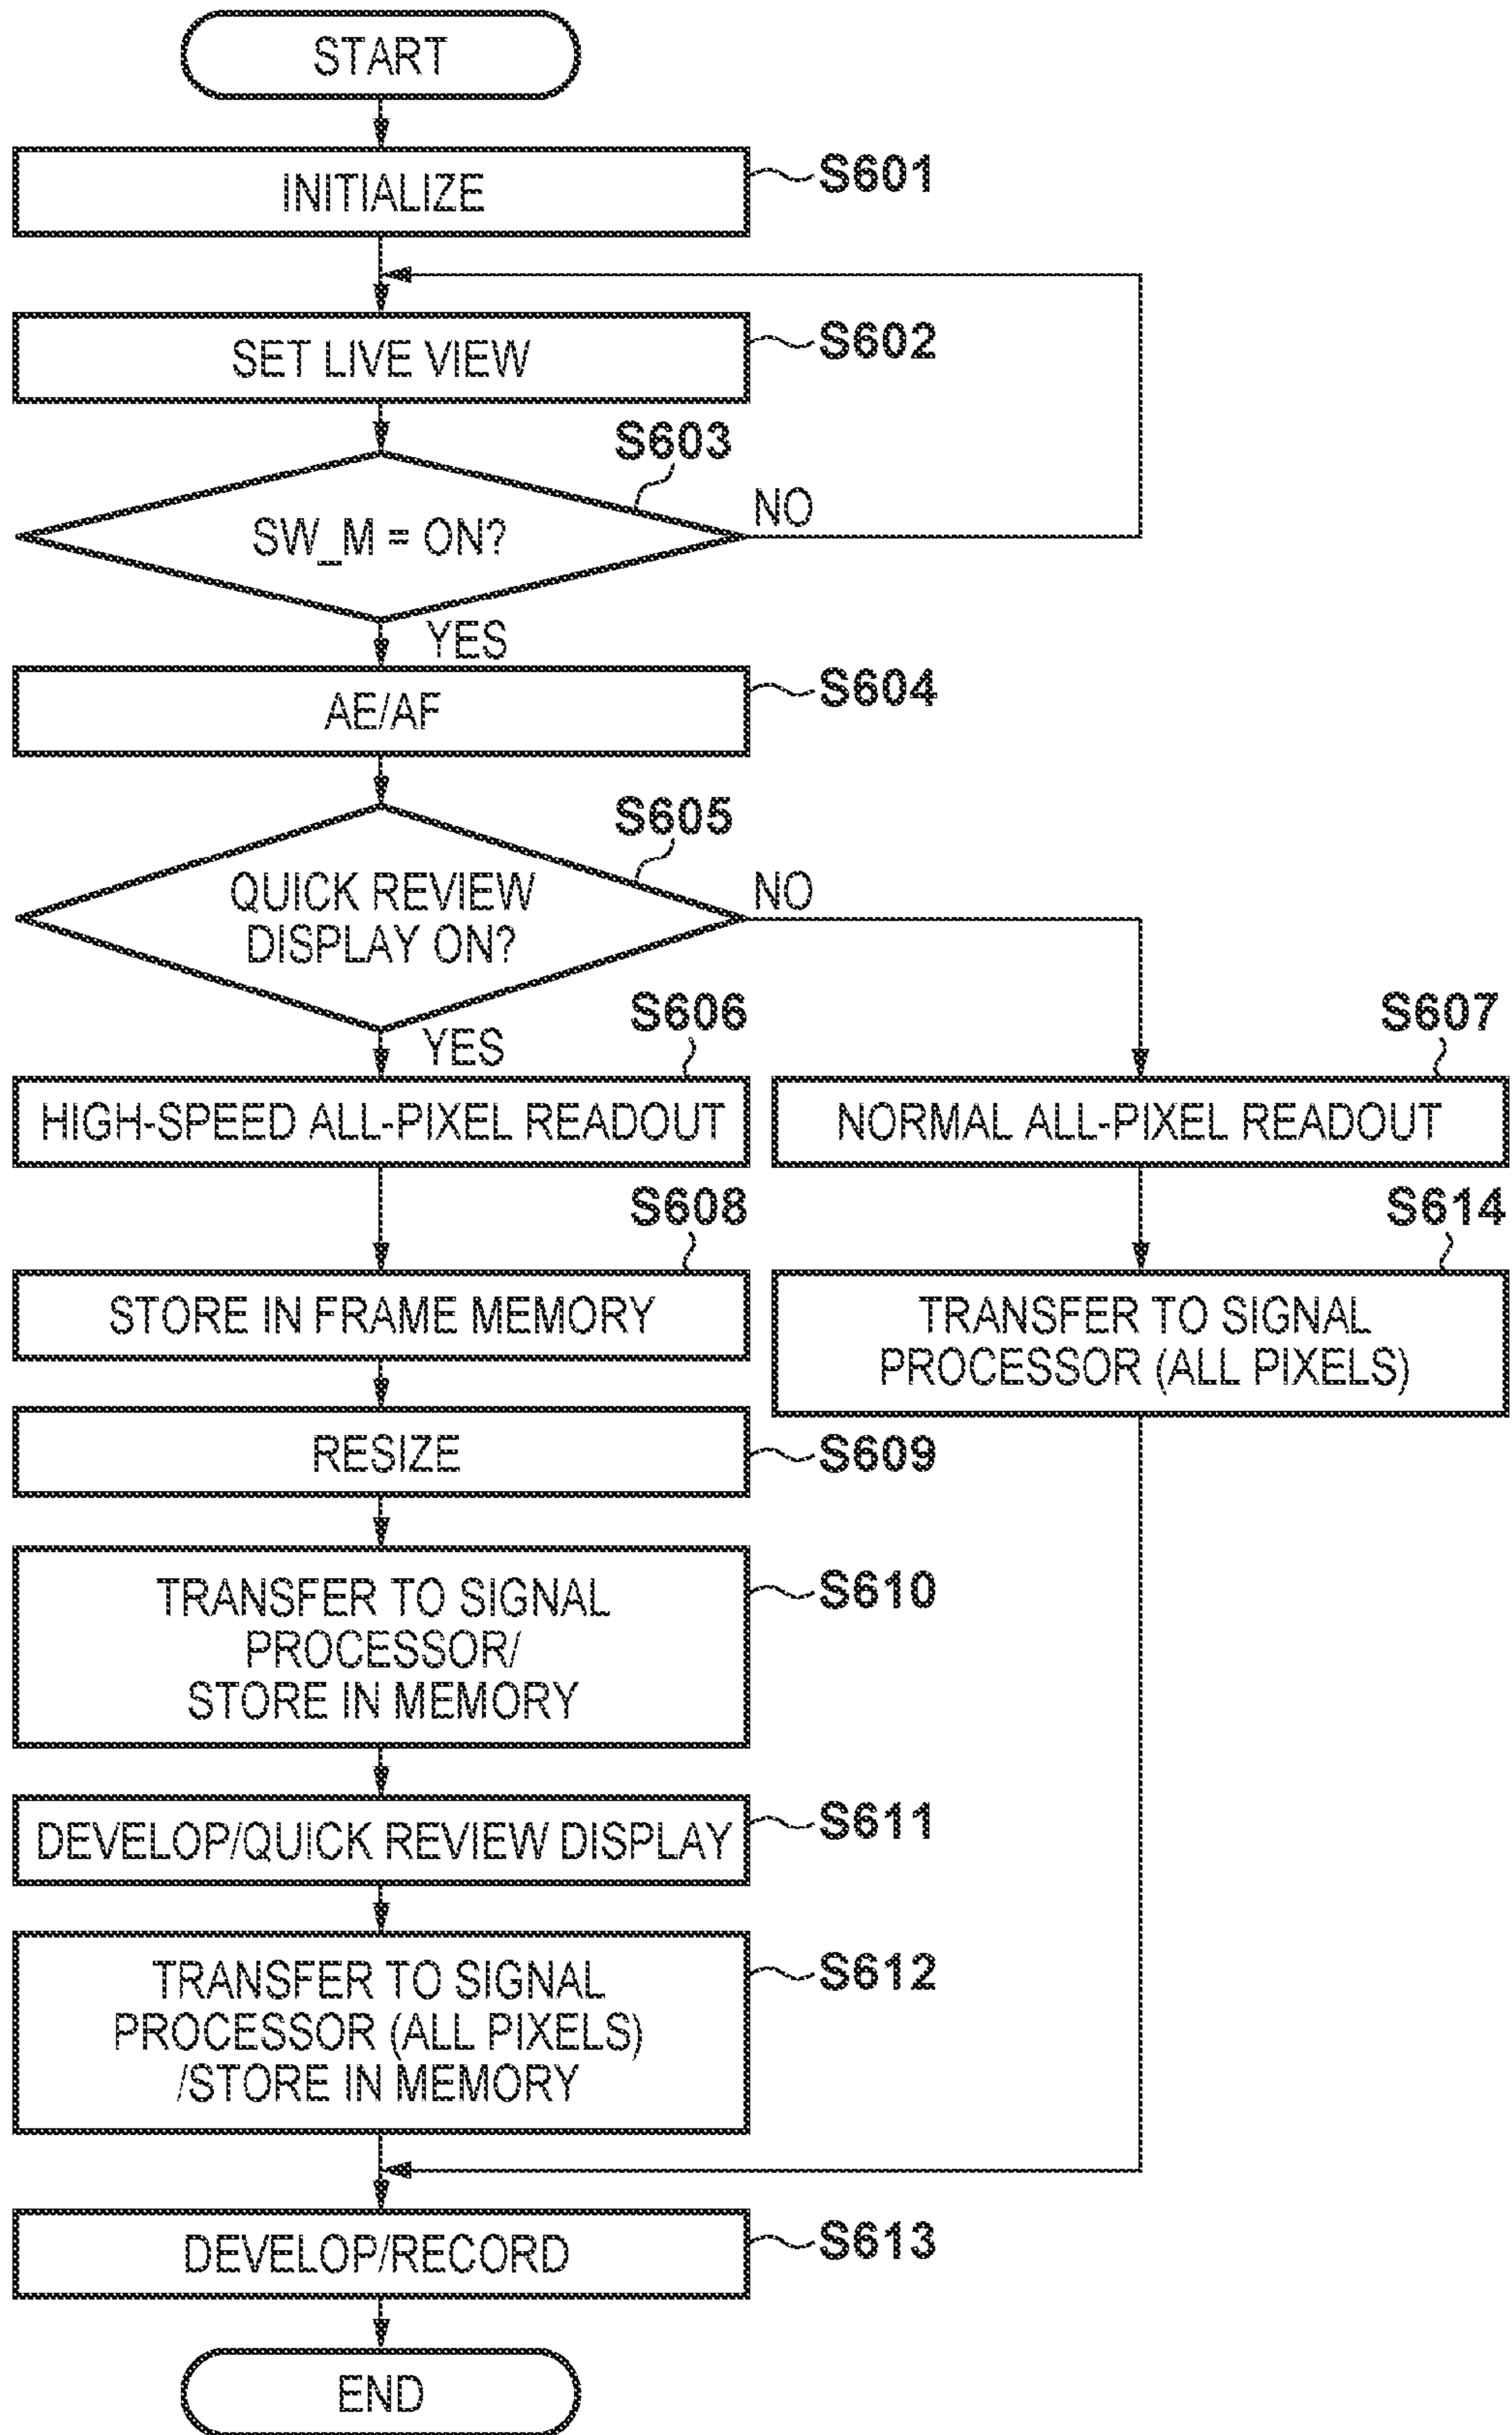 START
INITIALIZE
S601
SET LIVE VIEW
S602
S603
SW_M = ON?
NO
YES
AE/AF
S604
S605
QUICK REVIEW
DISPLAY ON?
NO
YES
S606
HIGH-SPEED ALL-PIXEL READOUT
S607
NORMAL ALL-PIXEL READOUT
S608
STORE IN FRAME MEMORY
S614
TRANSFER TO SIGNAL
PROCESSOR (ALL PIXELS)
RESIZE
S609
TRANSFER TO SIGNAL
PROCESSOR/
STORE IN MEMORY
S610
DEVELOP/QUICK REVIEW DISPLAY
S611
TRANSFER TO SIGNAL
PROCESSOR (ALL PIXELS)
/STORE IN MEMORY
S612
DEVELOP/RECORD
S613
END